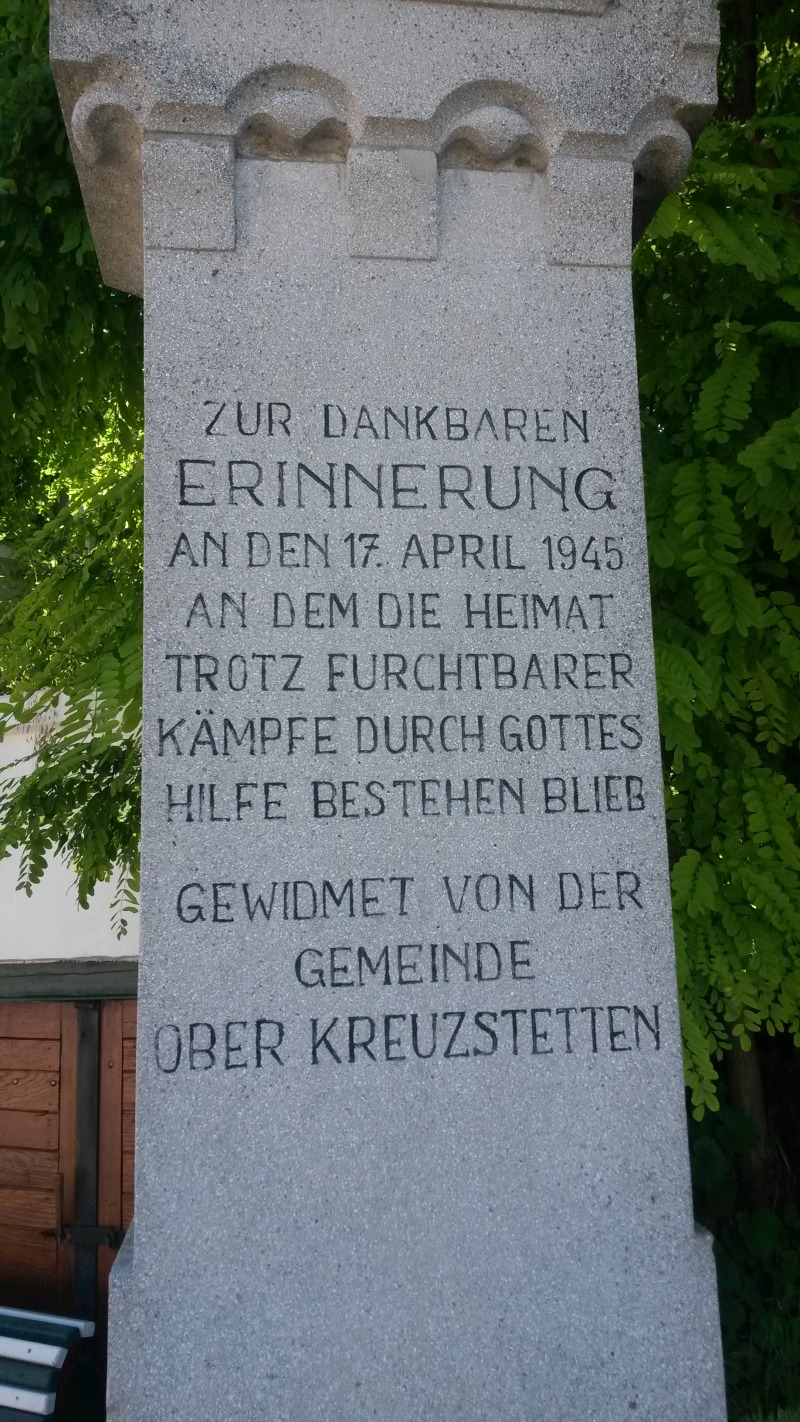 ZUR DANKBAREN
ERINNERUNG
AN DEN 17. APRIL 1945
AN DEM DIE HEIMAT
TROTZ FURCHTBARER
KÄMPFE DURCH GOTTES
HILFE BESTEHEN BLIEB
GEWIDMET VON DER
GEMEINDE
OBER KREUZSTETTEN